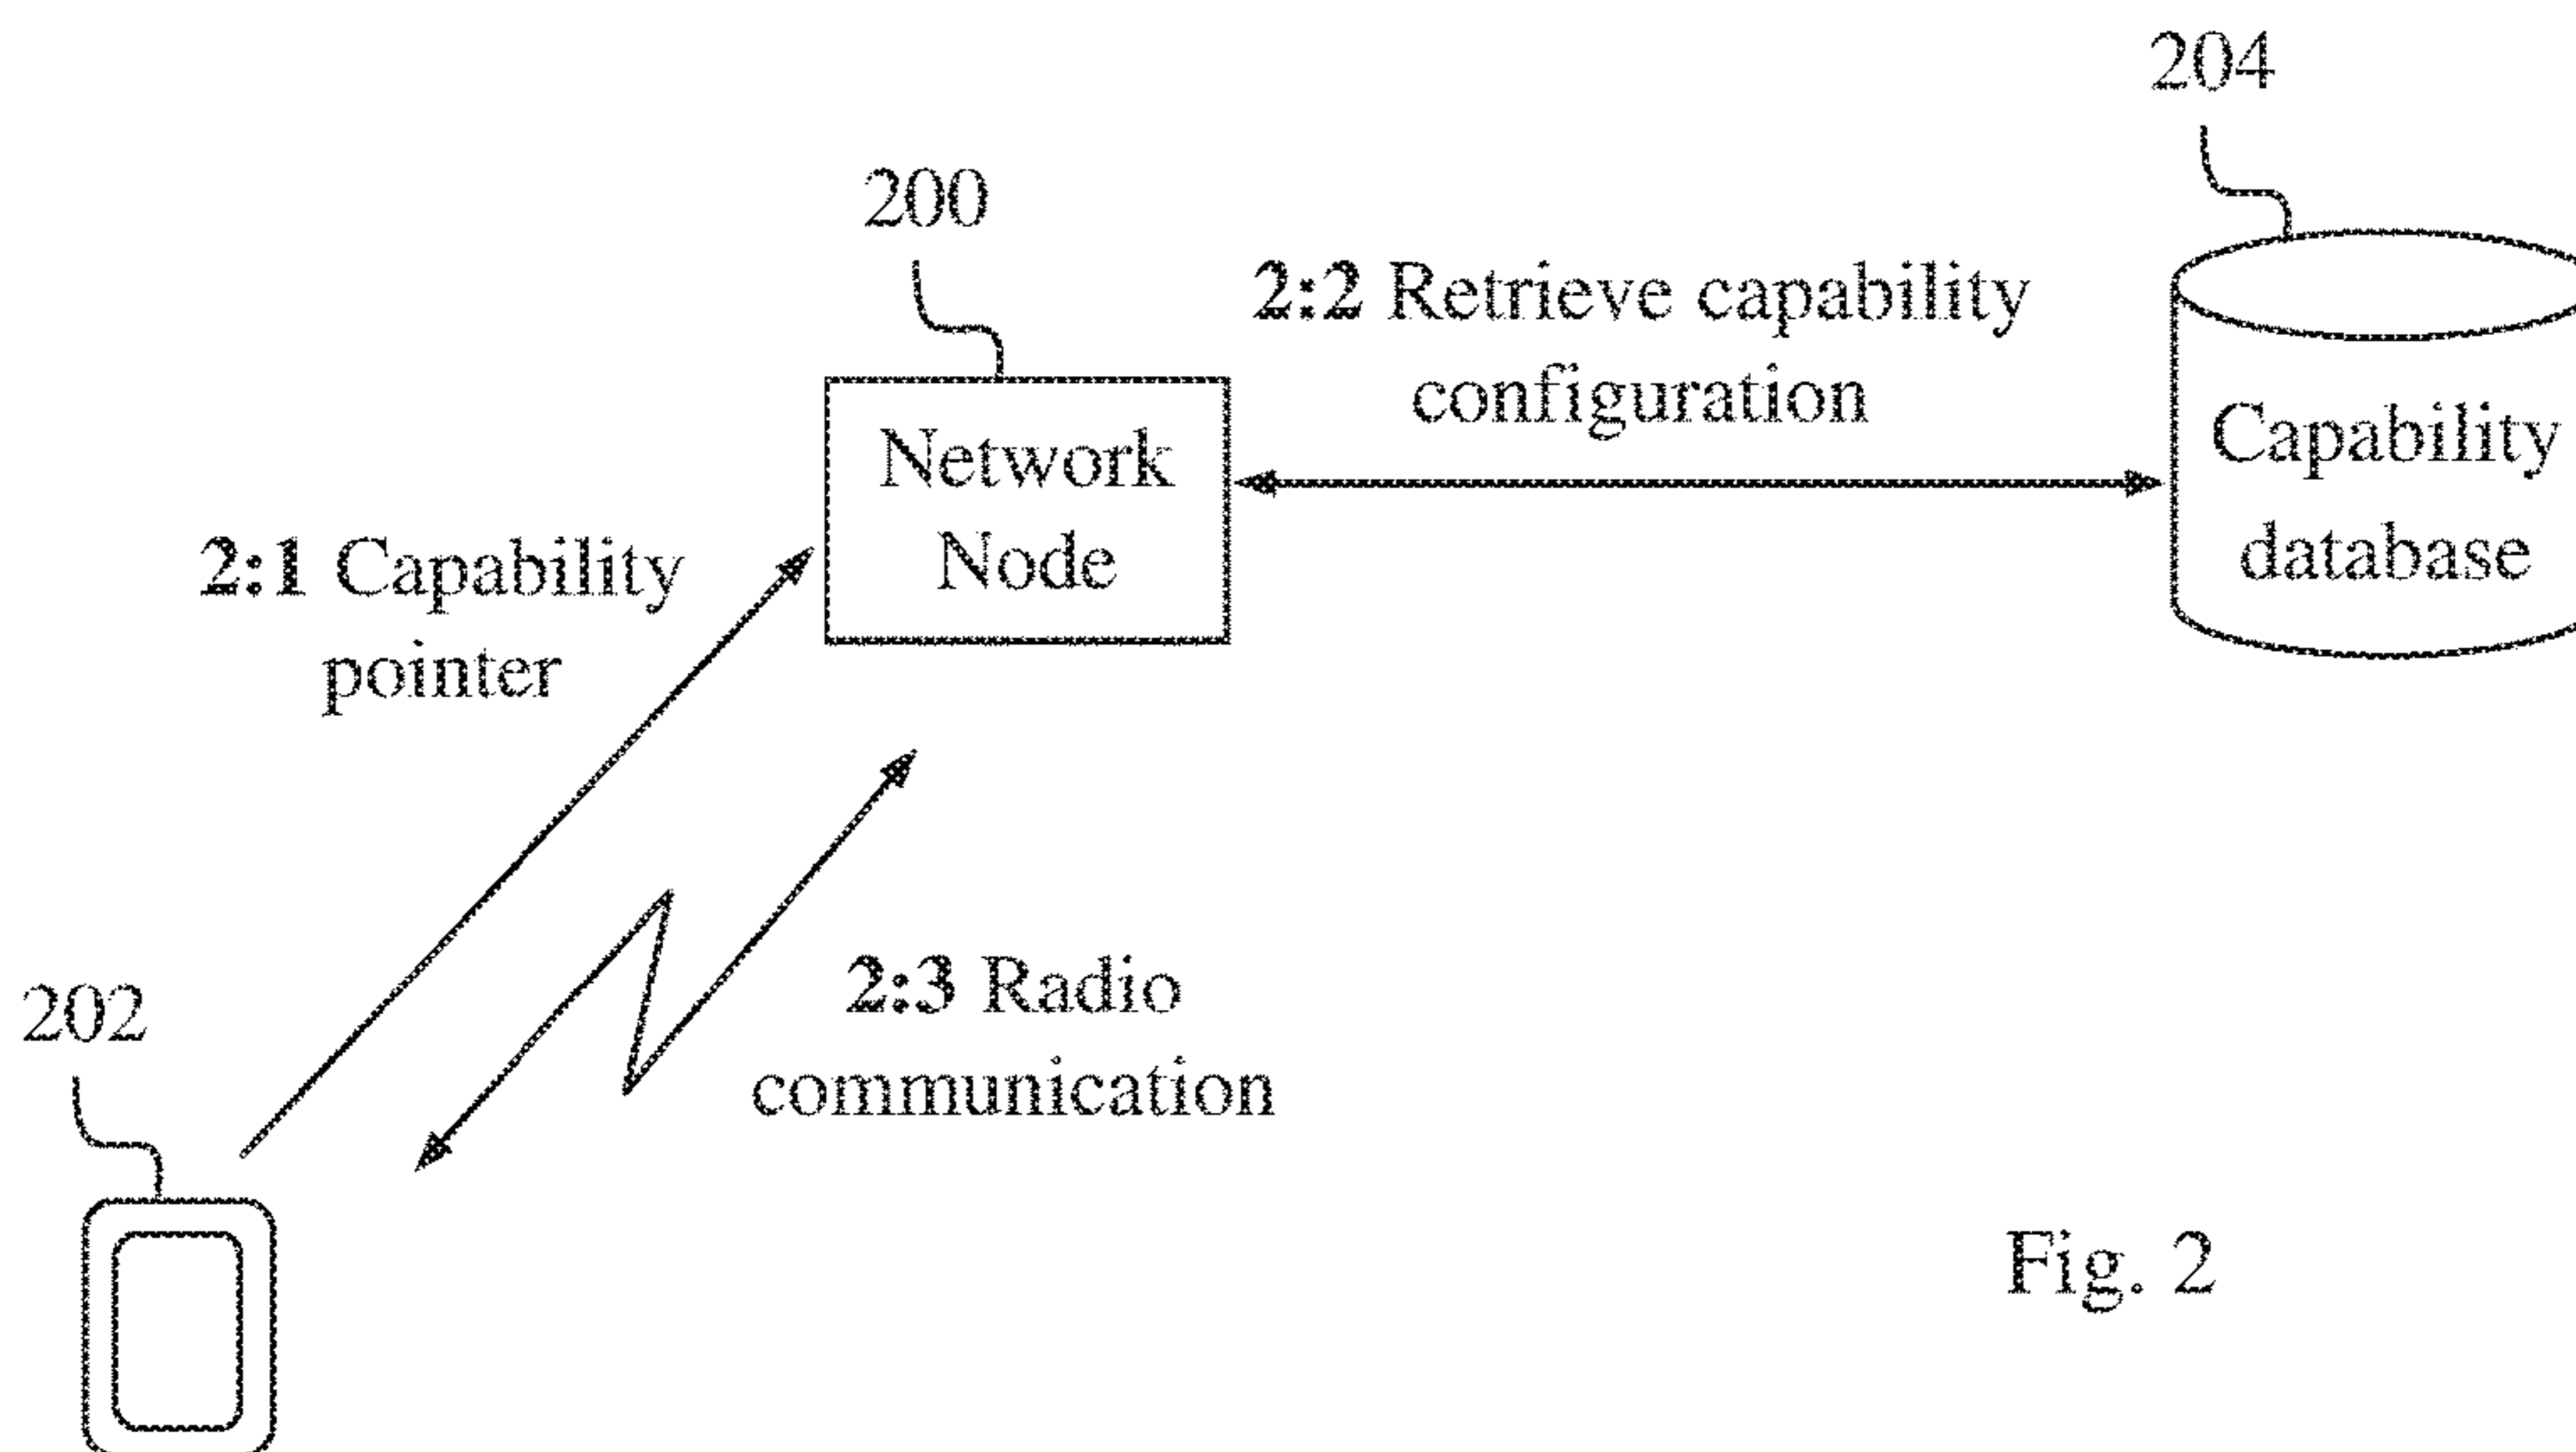 204
200
2:2 Retrieve capability
configuration
Network
Node
Capability
database
2:1 Capability
pointer
2:3 Radio
communication
202
Fig. 2